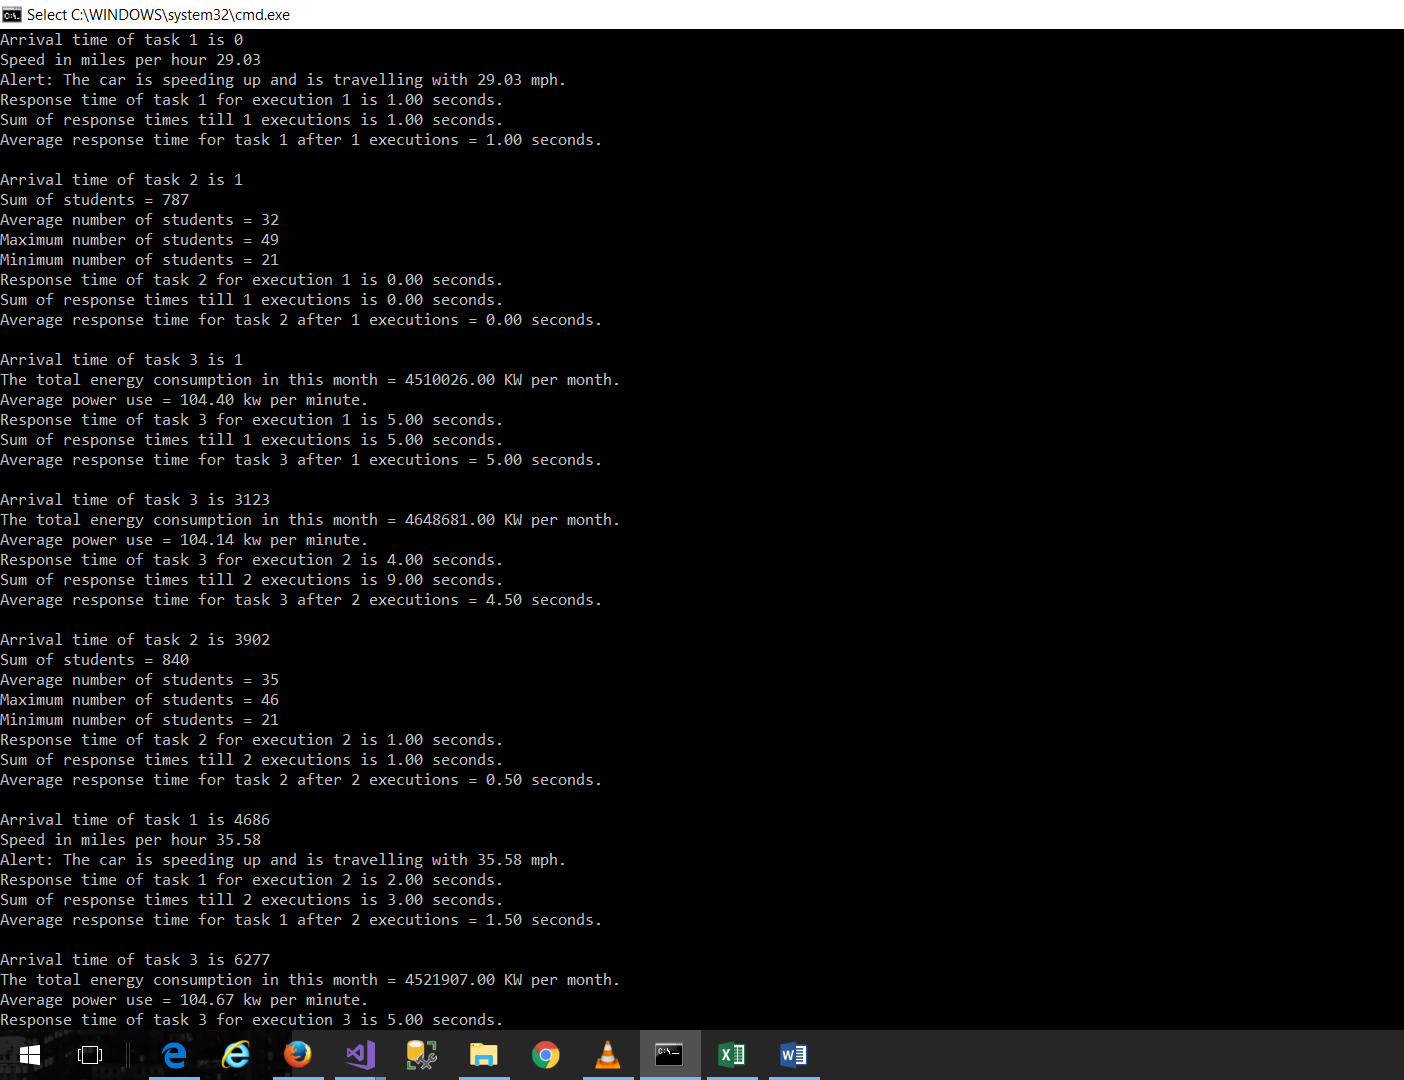 Select C:\WINDOWS\system32\cmd.exe
Arrival time of task 1 is 0
Speed in miles per hour 29.03
Alert: The car is speeding up and is travelling with 29.03 mph.
Response time of task 1 for execution 1 is 1.00 seconds.
Sum of response times till 1 executions is 1.00 seconds.
Average response time for task 1 after 1 executions = 1.00 seconds.
Arrival time of task 2 is 1
Sum of students = 787
Average number of students = 32
Maximum number of students = 49
Minimum number of students = 21
Response time of task 2 for execution 1 is 0.00 seconds.
Sum of response times till 1 executions is 0.00 seconds.
Average response time for task 2 after 1 executions = 0.00 seconds.
Arrival time of task 3 is 1
The total energy consumption in this month = 4510026.00 KW per month.
Average power use = 104.40 kw per minute.
Response time of task 3 for execution 1 is 5.00 seconds.
Sum of response times till 1 executions is 5.00 seconds.
Average response time for task 3 after 1 executions = 5.00 seconds.
Arrival time of task 3 is 3123
The total energy consumption in this month = 4648681.00 KW per month.
Average power use = 104.14 kw per minute.
Response time of task 3 for execution 2 is 4.00 seconds.
Sum of response times till 2 executions is 9.00 seconds.
Average response time for task 3 after 2 executions = 4.50 seconds.
Arrival time of task 2 is 3902
Sum of students = 840
Average number of students = 35
Maximum number of students = 46
Minimum number of students = 21
Response time of task 2 for execution 2 is 1.00 seconds.
Sum of response times till 2 executions is 1.00 seconds.
Average response time for task 2 after 2 executions = 0.50 seconds.
Arrival time of task 1 is 4686
Speed in miles per hour 35.58
Alert: The car is speeding up and is travelling with 35.58 mph.
Response time of task 1 for execution 2 is 2.00 seconds.
Sum of response times till 2 executions is 3.00 seconds.
Average response time for task 1 after 2 executions = 1.50 seconds.
Arrival time of task 3 is 6277
The total energy consumption in this month = 4521907.00 KW per month.
Average power use = 104.67 kw per minute.
Response time of task 3 for execution 3 is 5.00 seconds.